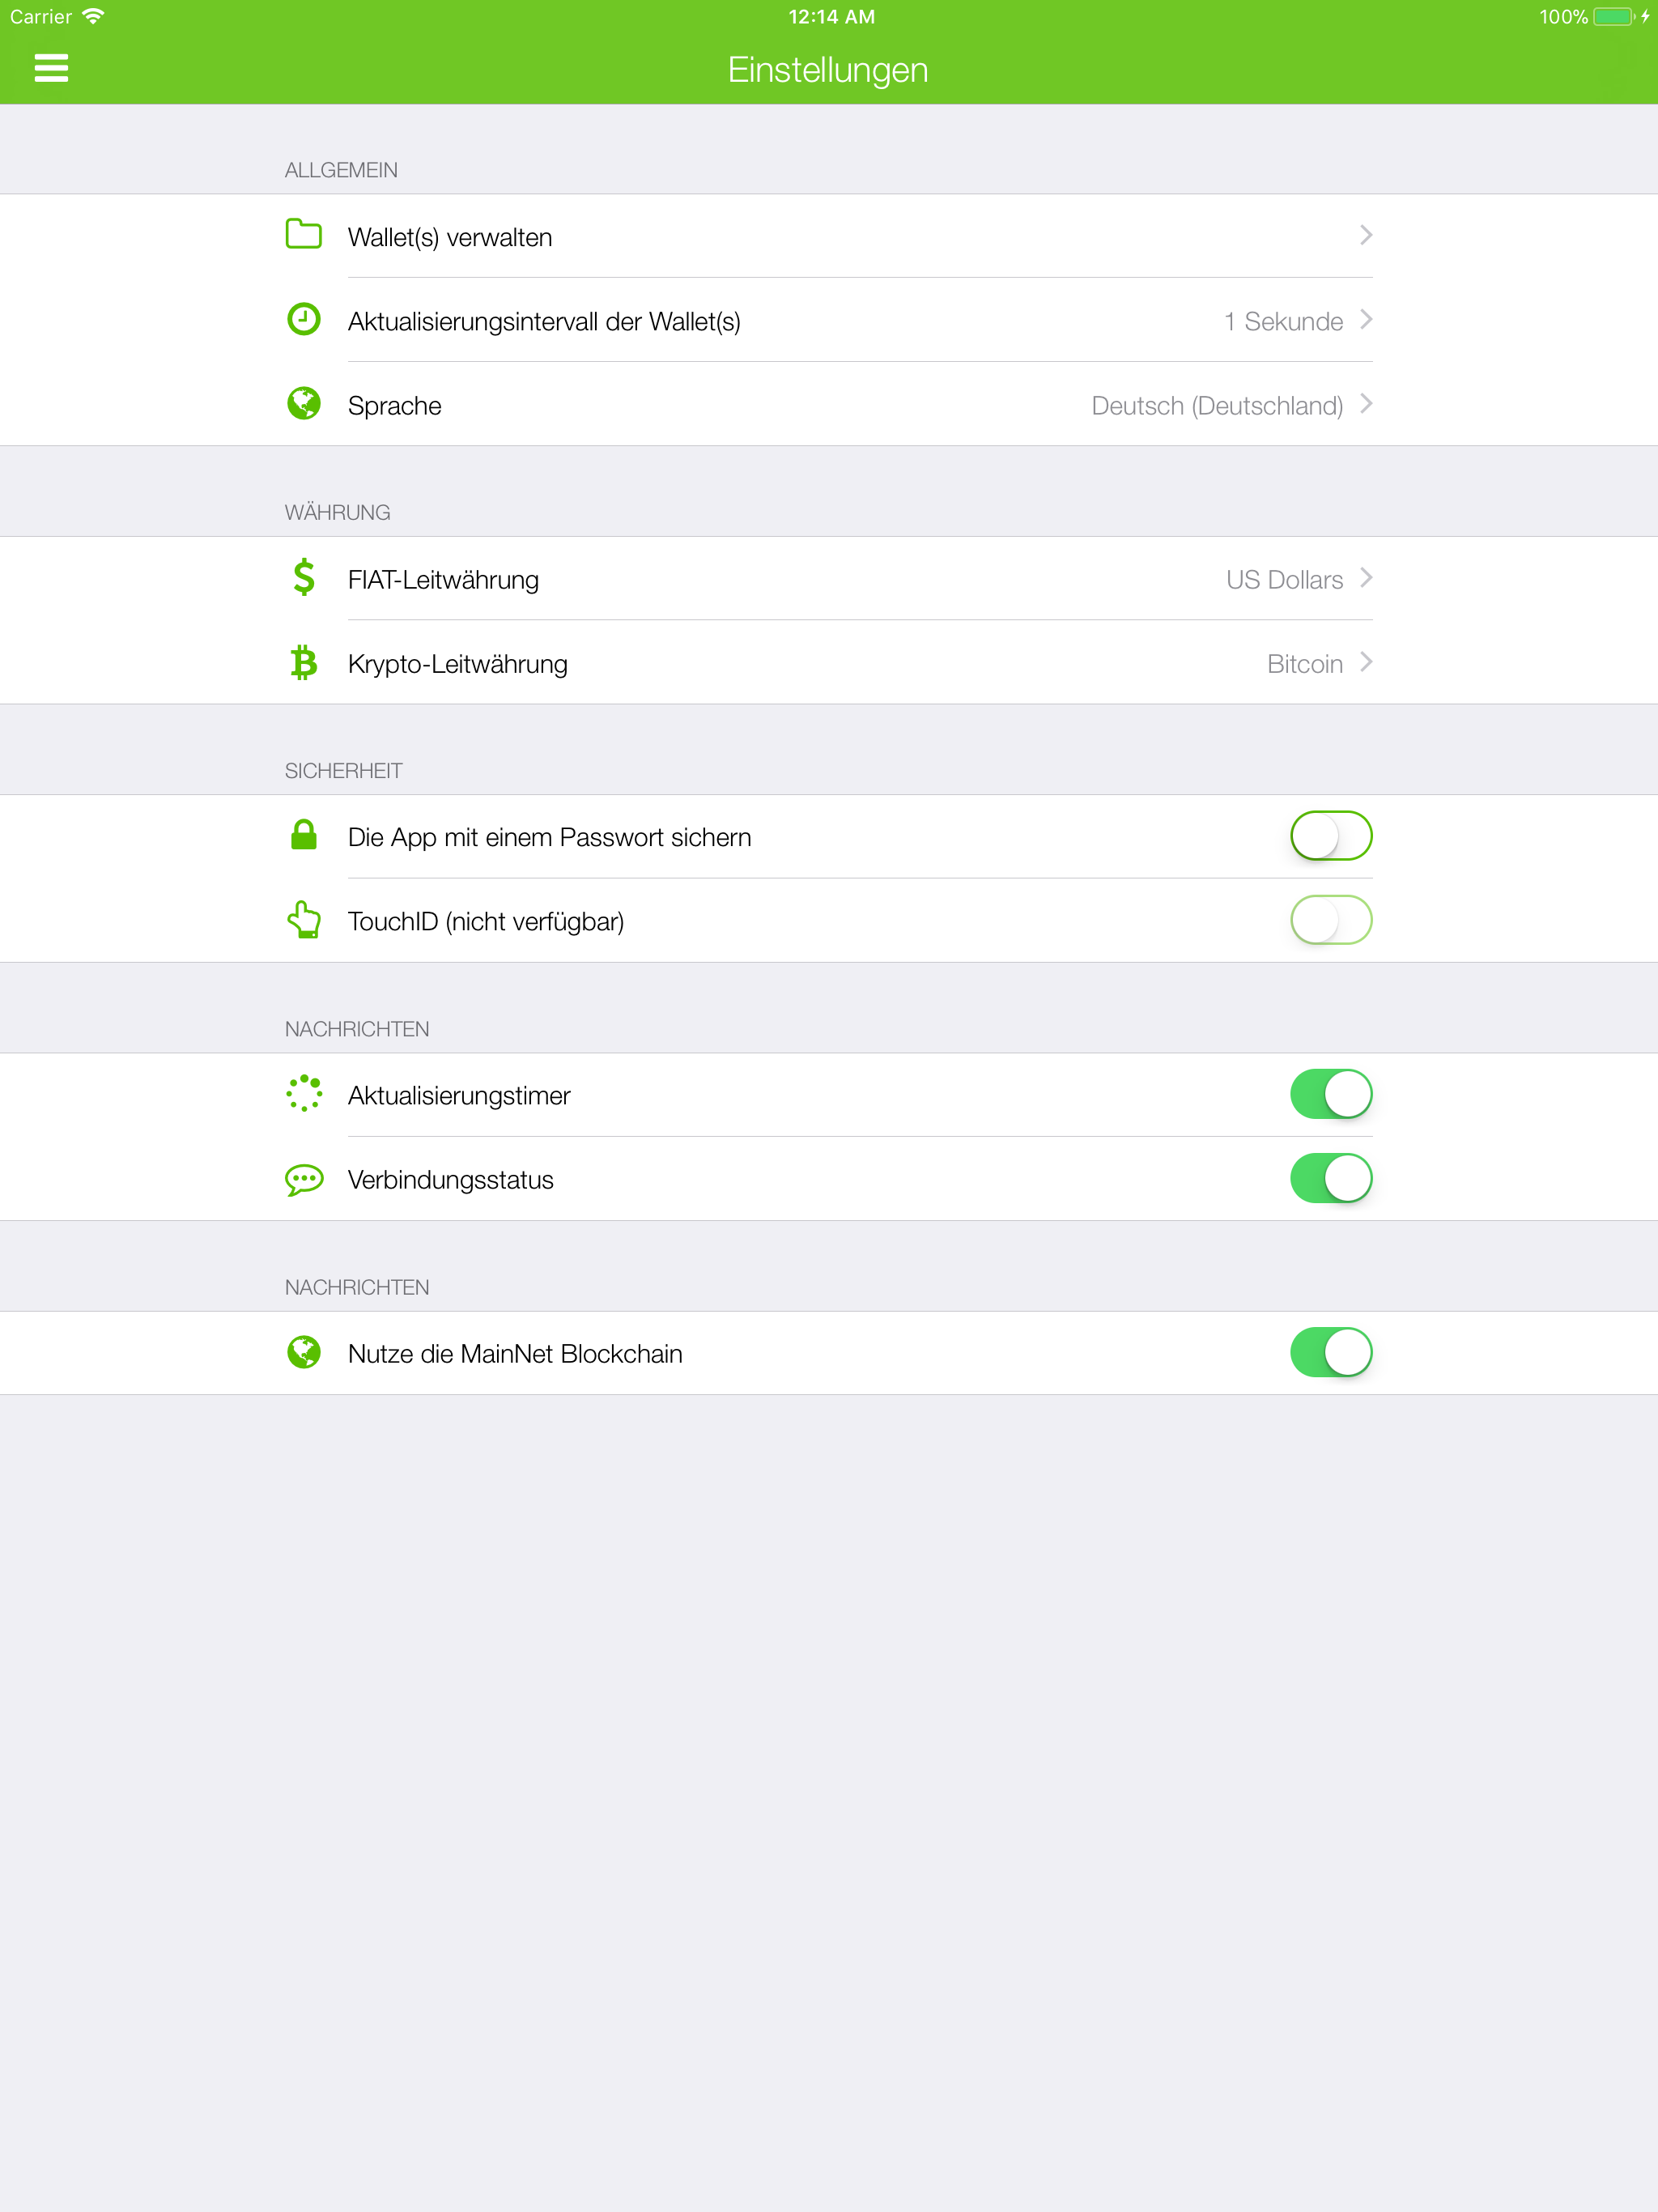 Carrier 12:14 AM 100%
Einstellungen
ALLGEMEIN
Wallet(s) verwalten
Aktualisierungsintervall der Wallet(s) 1 Sekunde
Sprache Deutsch (Deutschland)
WÄHRUNG
FIAT-Leitwährung US Dollars
Krypto-Leitwährung Bitcoin
SICHERHEIT
Die App mit einem Passwort sichern
TouchID (nicht verfügbar)
NACHRICHTEN
Aktualisierungstimer
Verbindungsstatus
NACHRICHTEN
Nutze die MainNet Blockchain